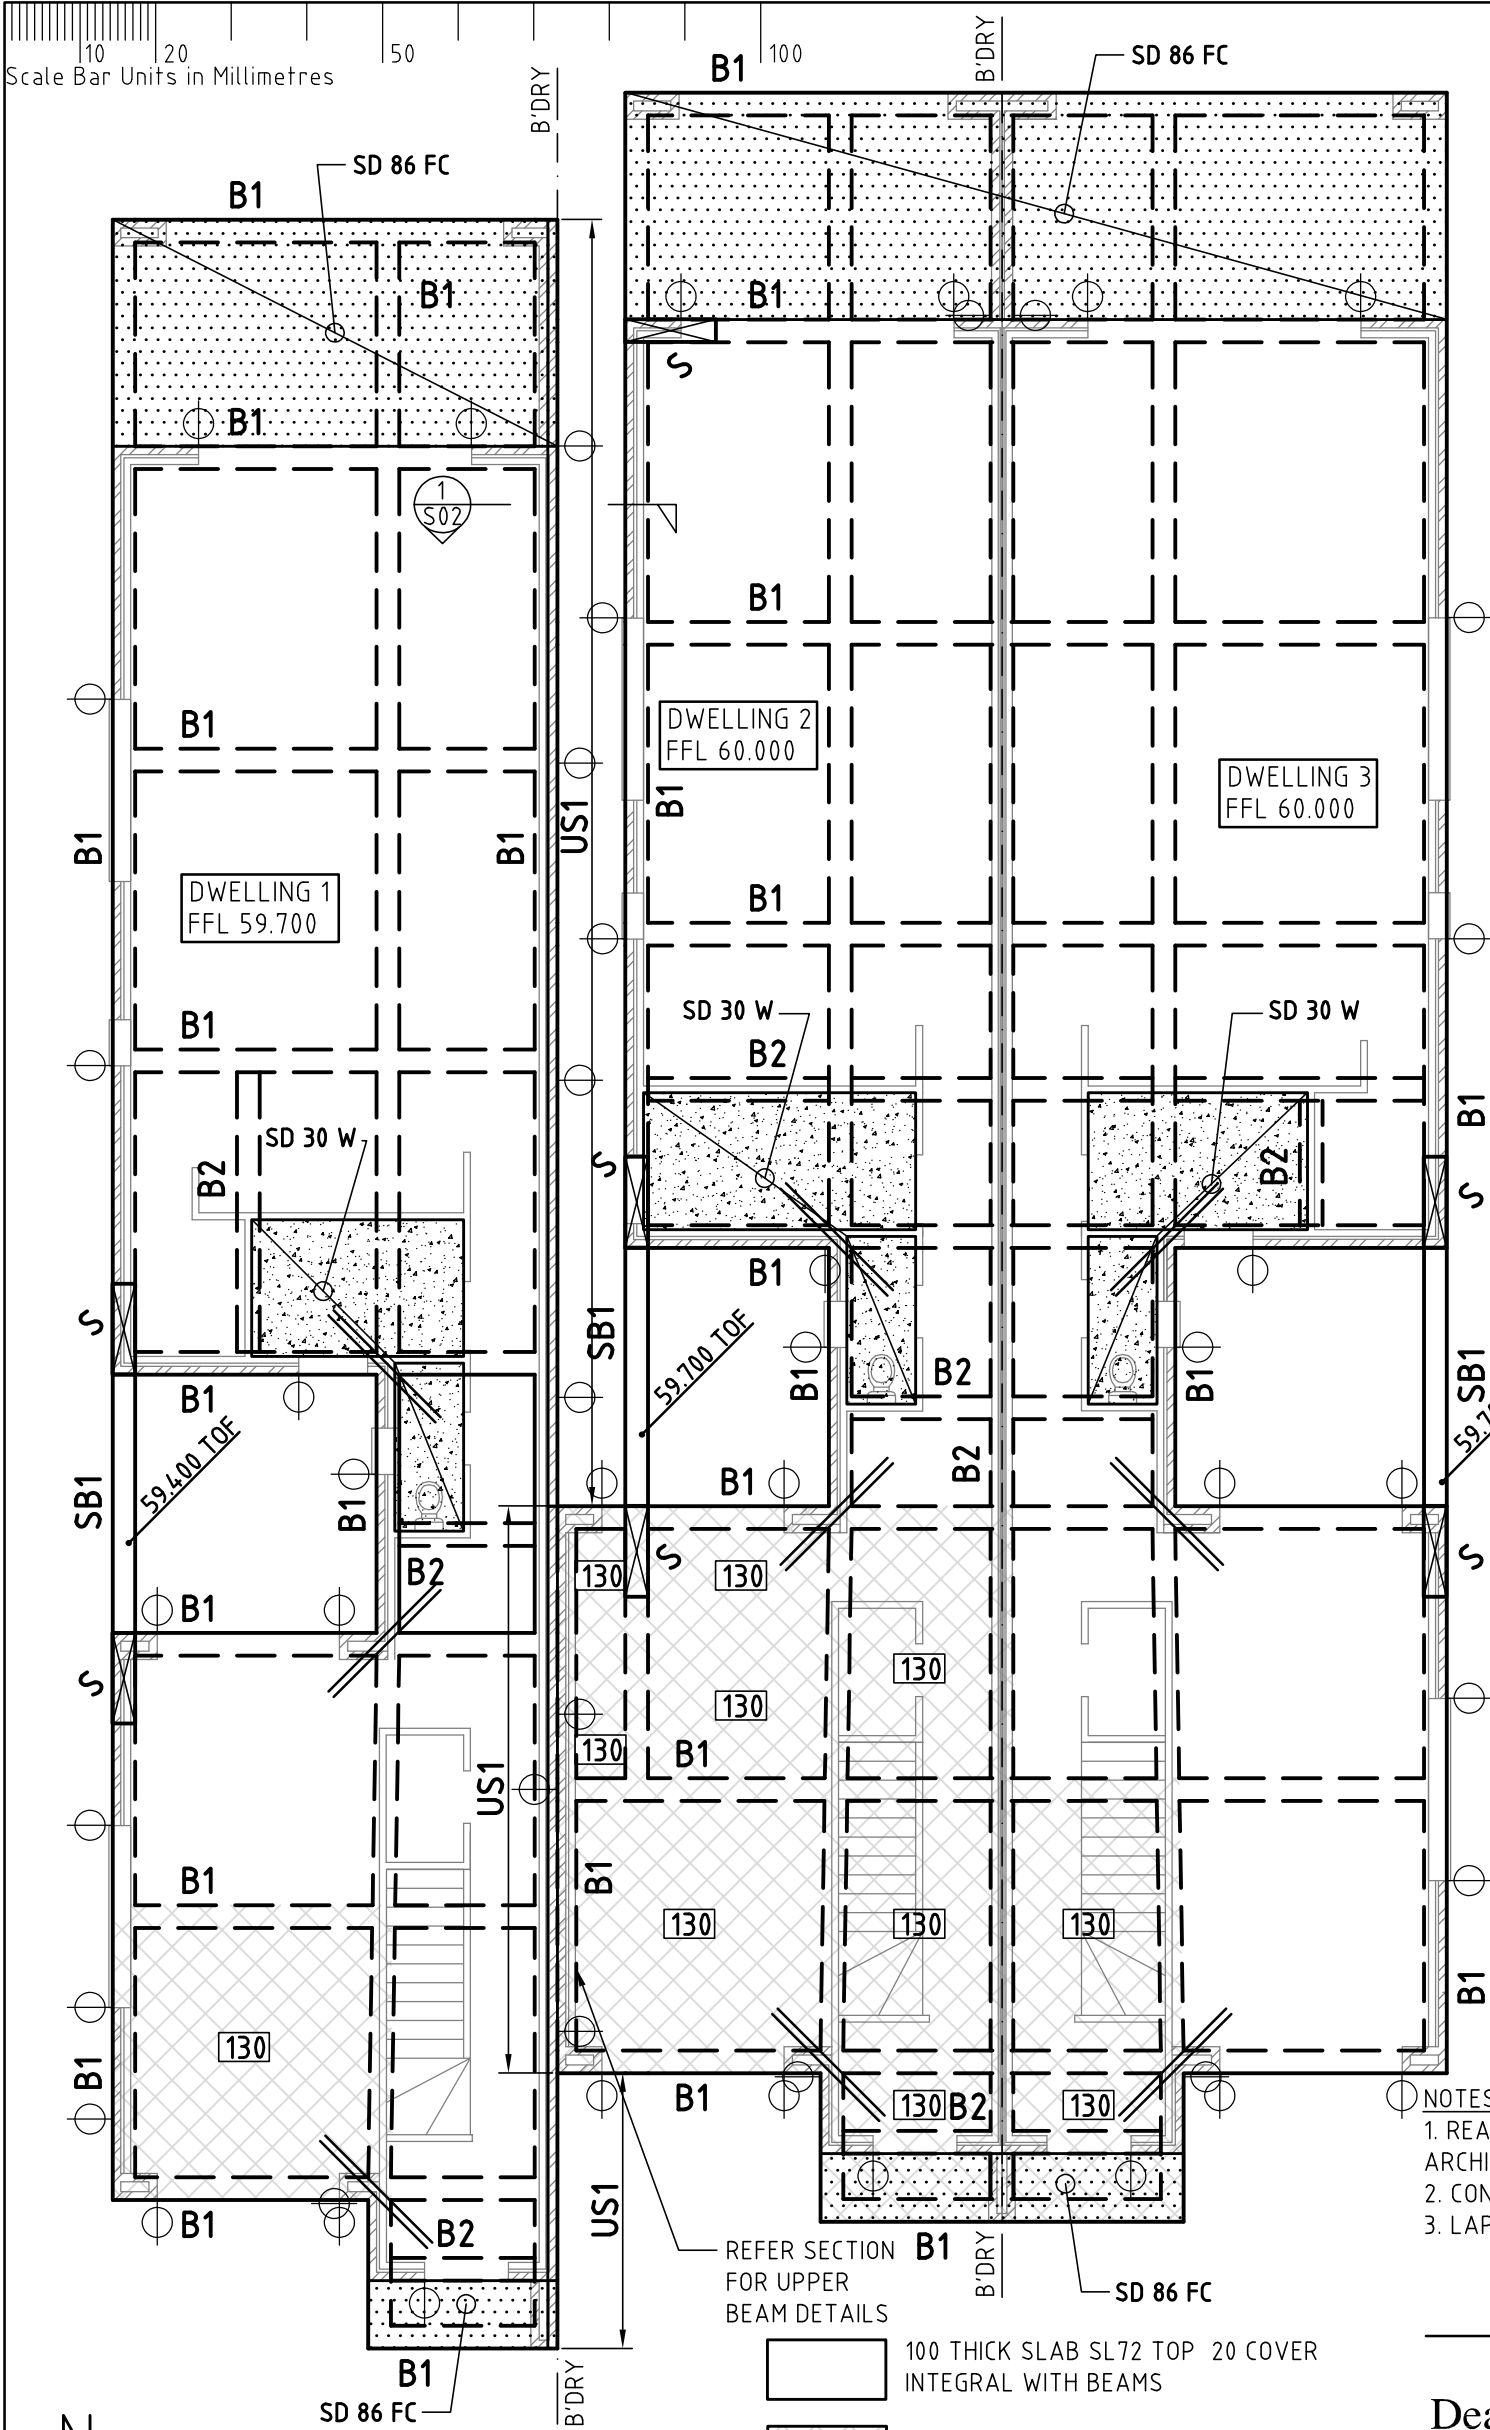 10
20
50
100
Scale Bar Units in Millimetres
B'DRY
B1
B'DRY
SD 86 FC
SD 86 FC
B1
B1
B1
B1
S
1
S02
B1
DWELLING 2
FFL 60.000
B1
DWELLING 3
FFL 60.000
B1
US1
B1
B1
B1
DWELLING 1
FFL 59.700
B1
SD 30 W
SD 30 W
B1
B2
B1
SD 30 W
B2
S
B2
S
B1
SB1
59.700 TOF
S
B1
B1
B2
B1
SB1
59.7
59.400 TOF
SB1
B1
B1
B2
B2
S
S
130
130
B1
130
S
130
130
B1
US1
B1
B1
130
130
130
B1
130
B1
B1
130
B2
130
NOTES
1. REA
ARCHI
2. CON
3. LAP
B1
B2
US1
REFER SECTION
FOR UPPER
BEAM DETAILS
B1
B'DRY
SD 86 FC
B1
SD 86 FC
B'DRY
100 THICK SLAB SL72 TOP 20 COVER
INTEGRAL WITH BEAMS
N
Dea